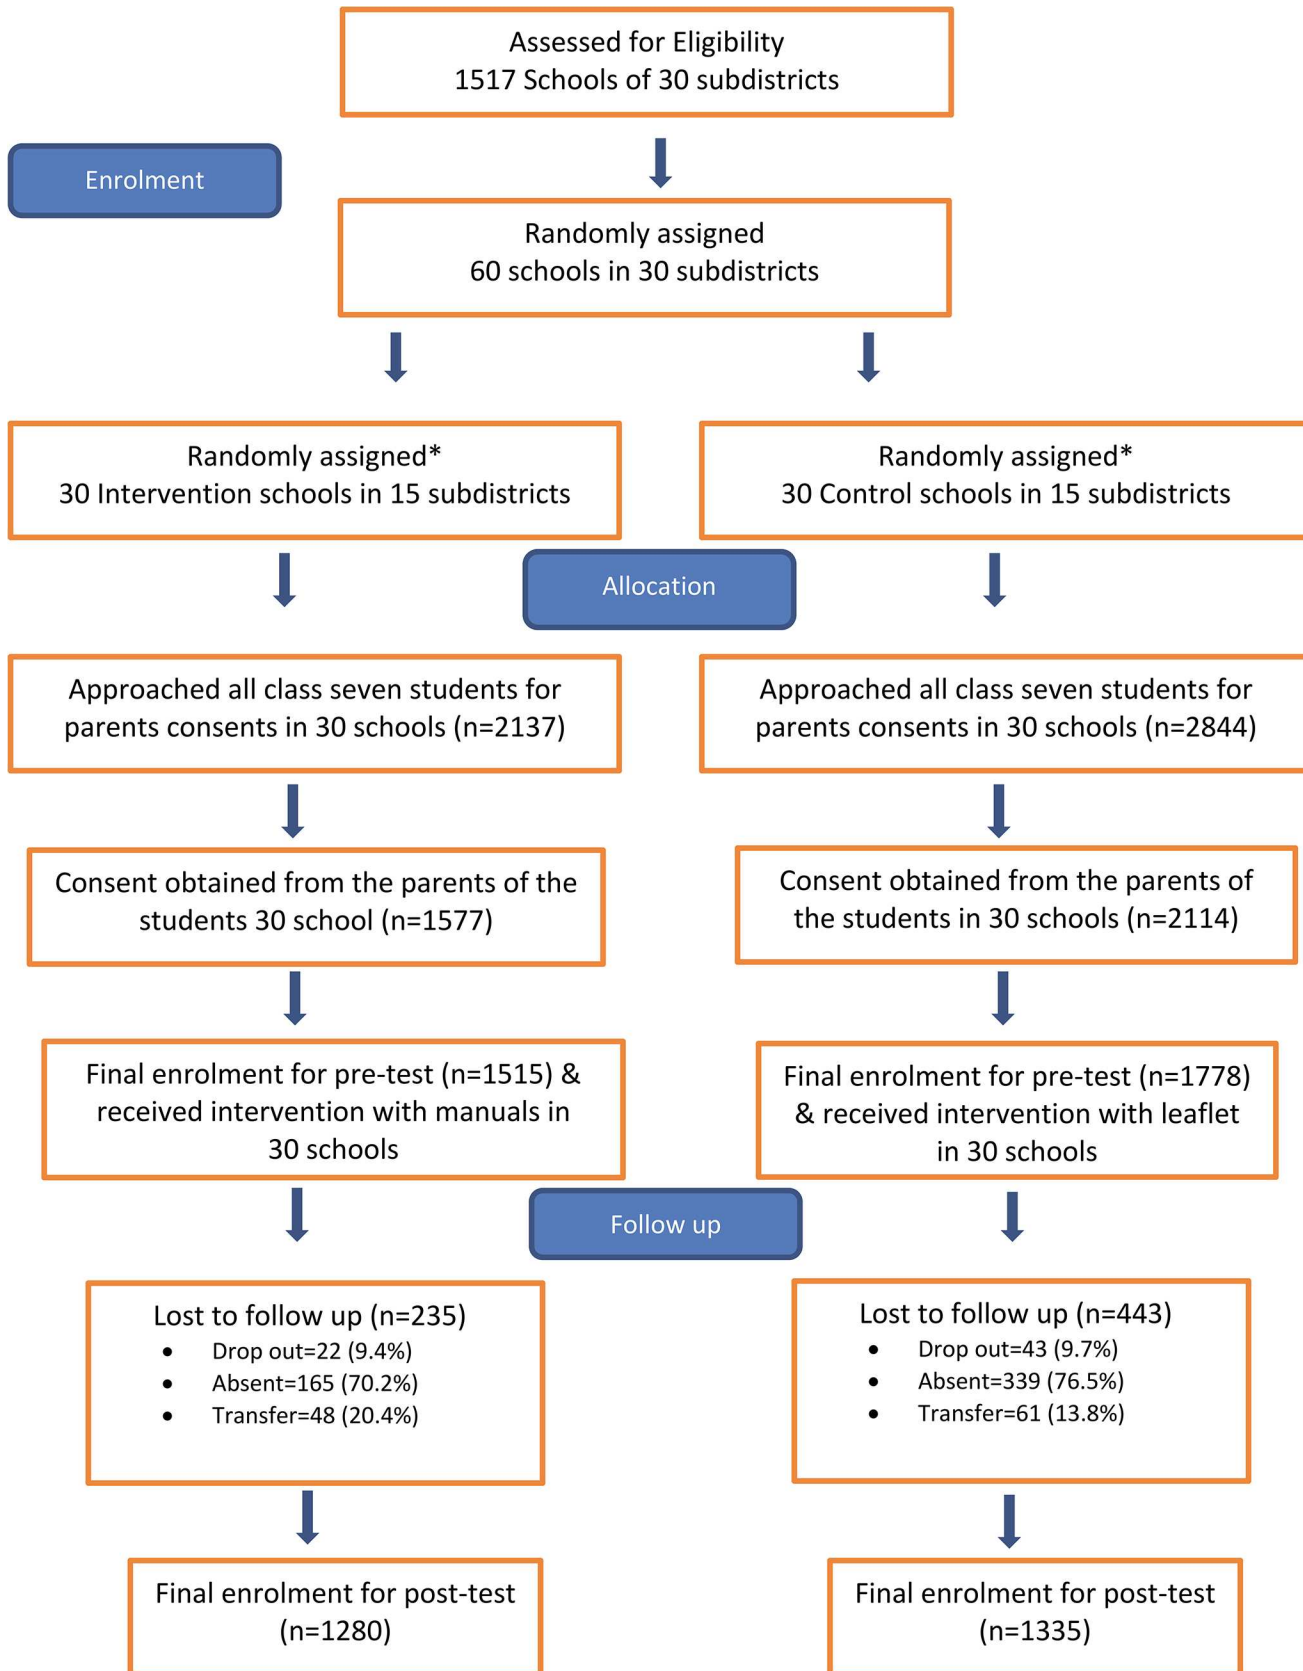 Assessed for Eligibility
1517 Schools of 30 subdistricts
Enrolment
Randomly assigned
60 schools in 30 subdistricts
Randomly assigned*
30 Intervention schools in 15 subdistricts
Randomly assigned*
30 Control schools in 15 subdistricts
Allocation
Approached all class seven students for
parents consents in 30 schools (n=2137)
Approached all class seven students for
parents consents in 30 schools (n=2844)
Consent obtained from the parents of the
students 30 school (n=1577)
Consent obtained from the parents of
the students in 30 schools (n=2114)
Final enrolment for pre-test (n=1515) &
received intervention with manuals in
30 schools
Final enrolment for pre-test (n=1778)
& received intervention with leaflet
in 30 schools
Follow up
Lost to follow up (n=235)
• Drop out=22 (9.4%)
• Absent=165 (70.2%)
• Transfer=48 (20.4%)
Lost to follow up (n=443)
• Drop out=43 (9.7%)
• Absent=339 (76.5%)
• Transfer=61 (13.8%)
Final enrolment for post-test
(n=1280)
Final enrolment for post-test
(n=1335)